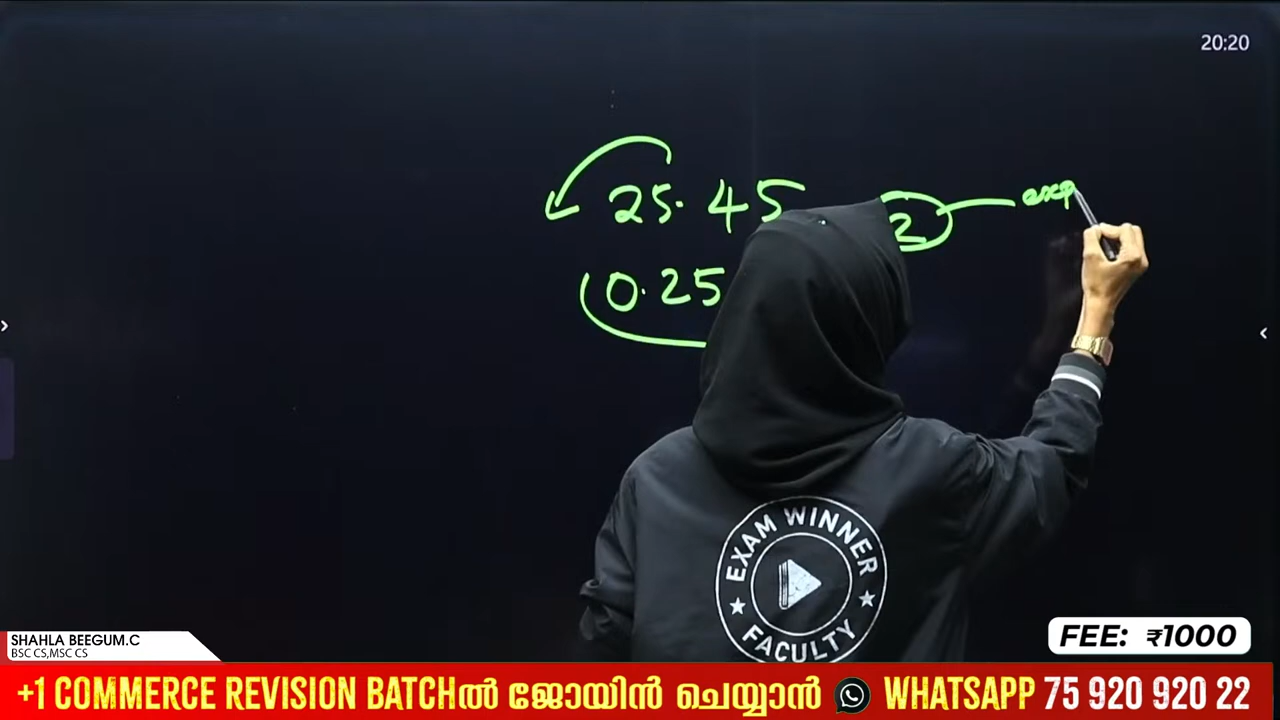 20:20
25.45
2
exp
0.25
EXAM WINNER
FACULTY
SHAHLA BEEGUM.C
BSC CS,MSC CS
FEE: ₹1000
+1 COMMERCE REVISION BATCHൽ ജോയിൻ ചെയ്യാൻ WHATSAPP 75 920 920 22